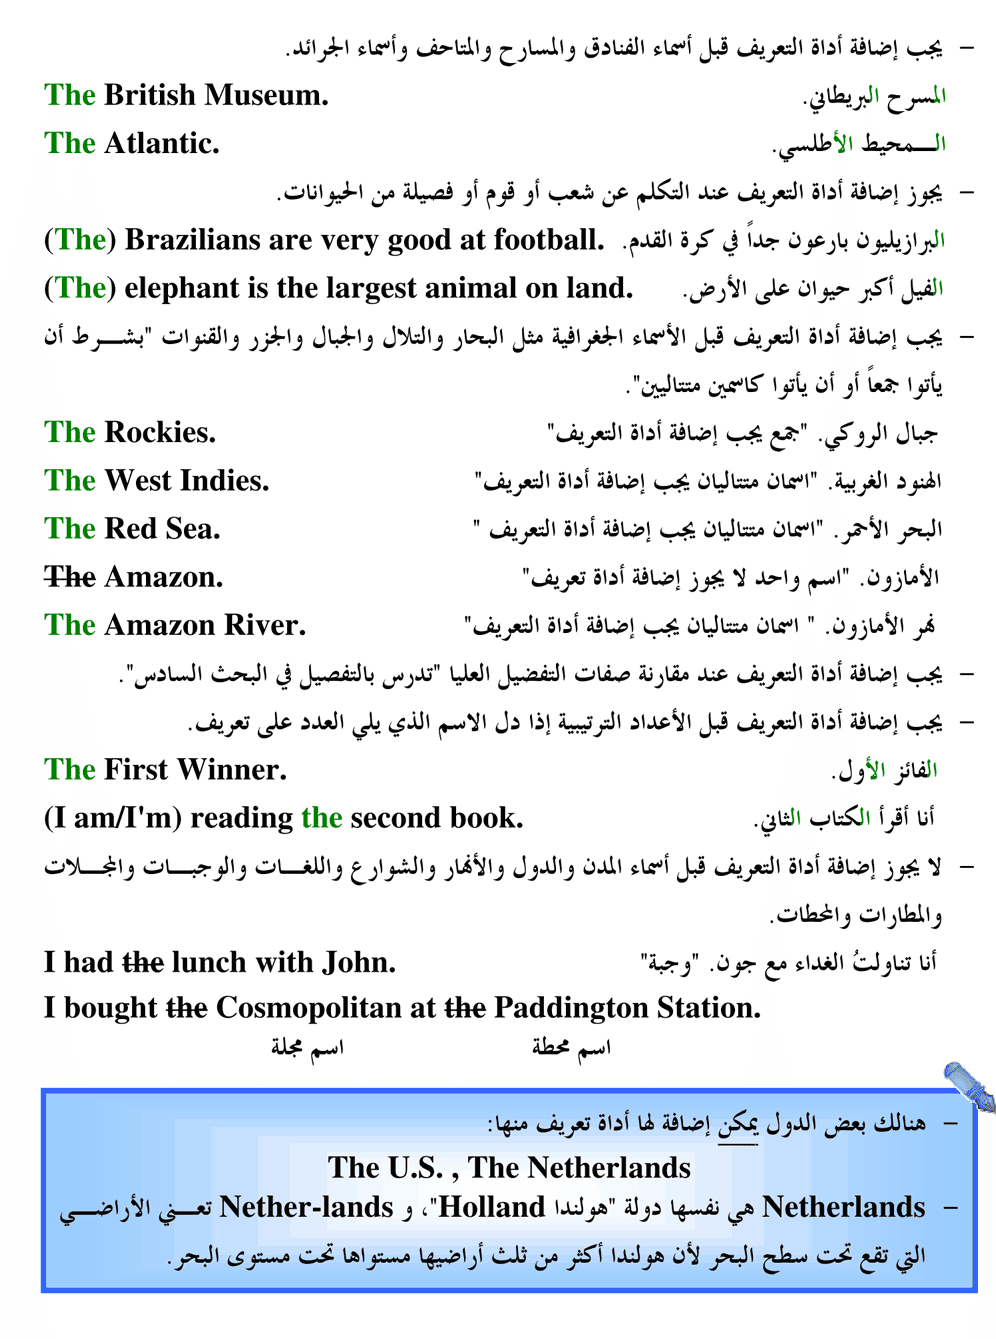 – يجب إضافة أداة التعريف قبل أسماء الفنادق والمسارح والمتاحف وأسماء الجرائد.
The British Museum. المسرح البريطاني.
The Atlantic. الـــمحيط الأطلسي.
– يجوز إضافة أداة التعريف عند التكلم عن شعب أو قوم أو فصيلة من الحيوانات.
(The) Brazilians are very good at football. البرازيليون بارعون جداً في كرة القدم.
(The) elephant is the largest animal on land. الفيل أكبر حيوان على الأرض.
– يجب إضافة أداة التعريف قبل الأسماء الجغرافية مثل البحار والتلال والجبال والجزر والقنوات "بشـــرط أن
يأتوا جمعاً أو أن يأتوا كاسمين متتاليين".
The Rockies. جبال الروكي. "جمع يجب إضافة أداة التعريف"
The West Indies. الهنود الغربية. "اسمان متتاليان يجب إضافة أداة التعريف"
The Red Sea. البحر الأحمر. "اسمان متتاليان يجب إضافة أداة التعريف "
The Amazon. الأمازون. "اسم واحد لا يجوز إضافة أداة تعريف"
The Amazon River. نهر الأمازون. " اسمان متتاليان يجب إضافة أداة التعريف"
– يجب إضافة أداة التعريف عند مقارنة صفات التفضيل العليا "تدرس بالتفصيل في البحث السادس".
– يجب إضافة أداة التعريف قبل الأعداد الترتيبية إذا دل الاسم الذي يلي العدد على تعريف.
The First Winner. الفائز الأول.
(I am/I'm) reading the second book. أنا أقرأ الكتاب الثاني.
– لا يجوز إضافة أداة التعريف قبل أسماء المدن والدول والأنهار والشوارع واللغـــات والوجبـــات والمجـــلات
والمطارات والمحطات.
I had the lunch with John. أنا تناولتُ الغداء مع جون. "وجبة"
I bought the Cosmopolitan at the Paddington Station.
اسم مجلة اسم محطة
– هنالك بعض الدول يمكن إضافة لها أداة تعريف منها:
The U.S. , The Netherlands
– Netherlands هي نفسها دولة "هولندا Holland"، و Nether-lands تعـــني الأراضـــي
التي تقع تحت سطح البحر لأن هولندا أكثر من ثلث أراضيها مستواها تحت مستوى البحر.